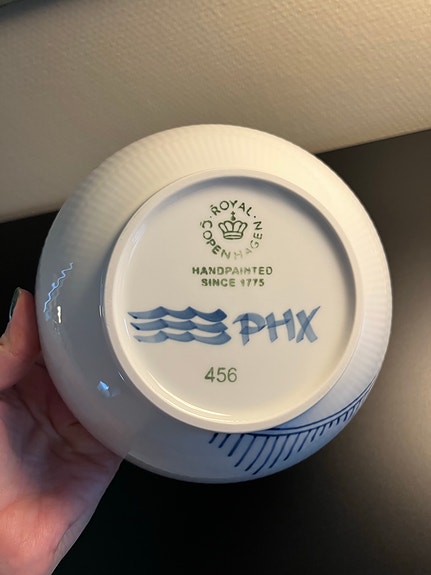 ROYAL
COPENHAGEN
HANDPAINTED
SINCE 1775
PHX
456